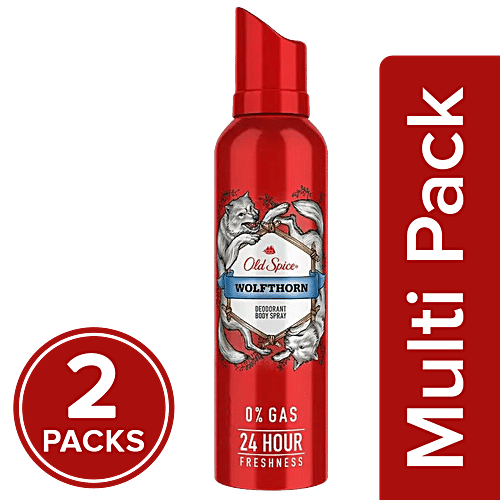 Old Spice®
WOLFTHORN
DEODORANT
BODY SPRAY
0% GAS
24 HOUR
FRESHNESS
2
PACKS
Multi Pack